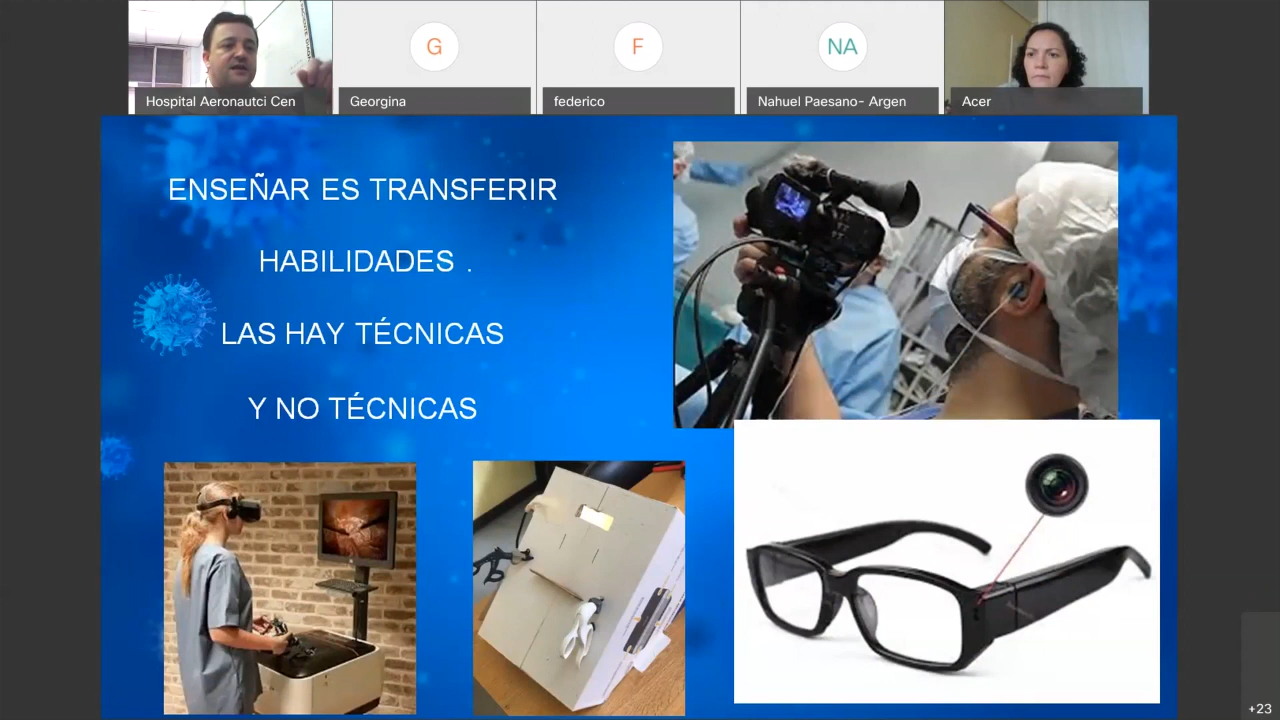 Hospital Aeronautci Cen
G
Georgina
F
federico
NA
Nahuel Paesano- Argen
Acer
ENSEÑAR ES TRANSFERIR
HABILIDADES .
LAS HAY TÉCNICAS
Y NO TÉCNICAS
+23